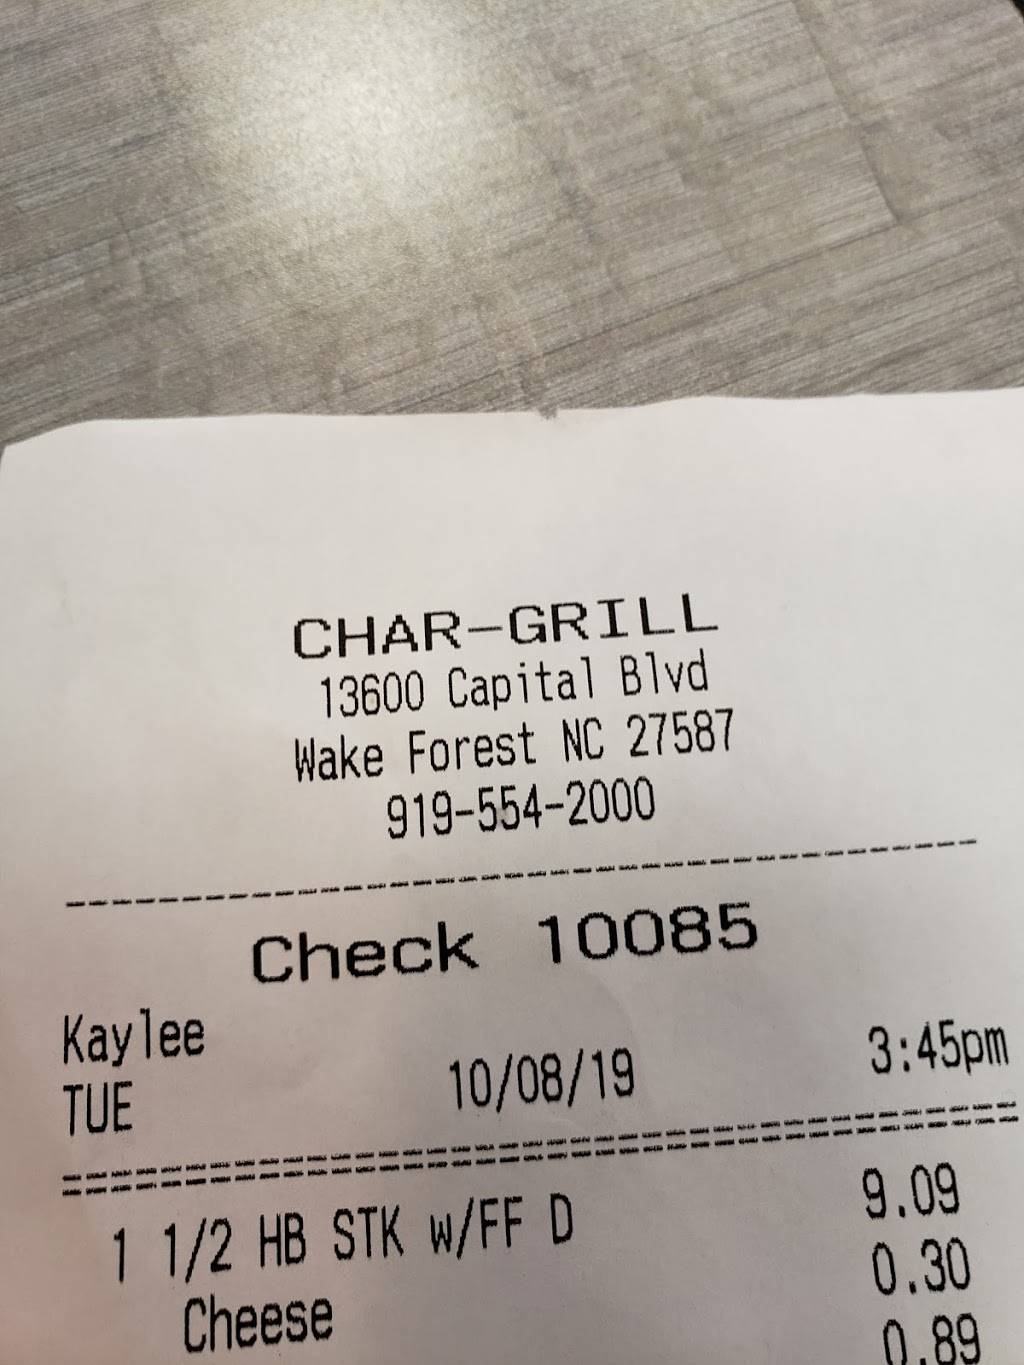 CHAR-GRILL
13600 Capital Blvd
Wake Forest NC 27587
919-554-2000
Check 10085
Kaylee 3:45pm
TUE 10/08/19
1 1/2 HB STK w/FF D 9.09
Cheese 0.30
0.89